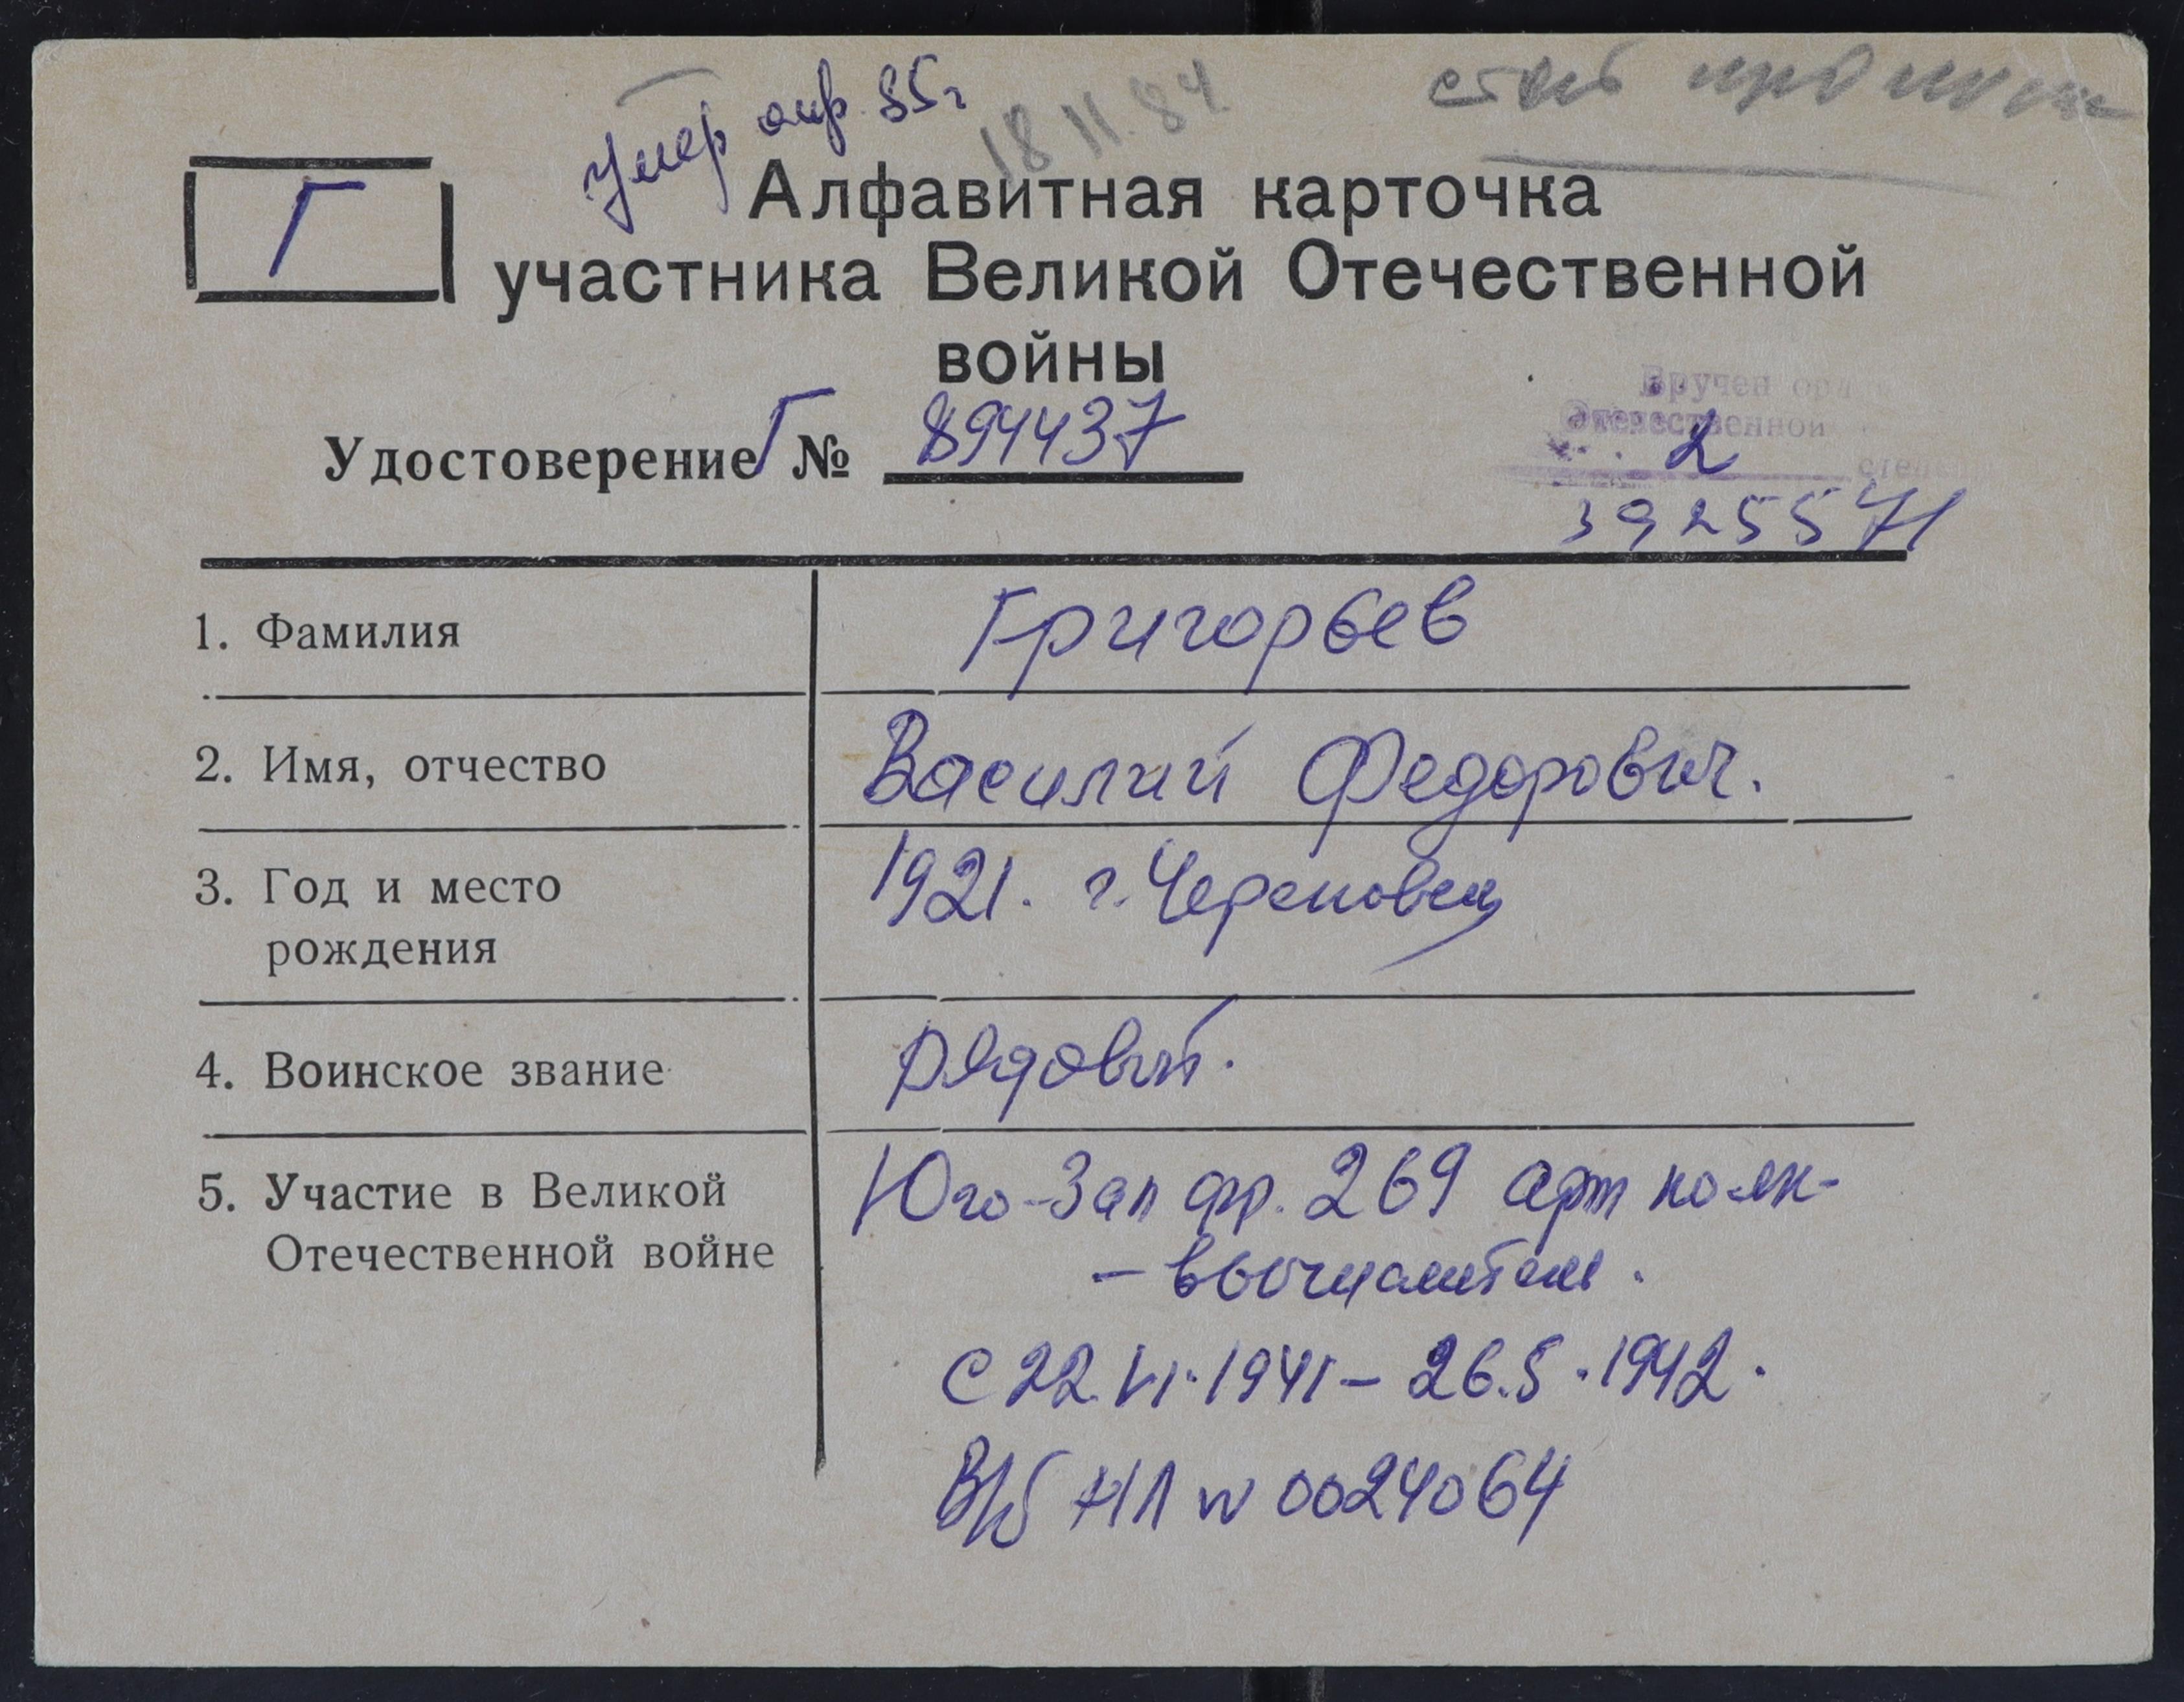 Умер апр. 85г
18 11. 84
Г
Алфавитная карточка
участника Великой Отечественной
войны
Удостоверение Г № 894437
Вручен орд
Отечественной
2
степ
3925571
1. Фамилия
Григорьев
2. Имя, отчество
Василий Федорович.
3. Год и место
рождения
1921. г. Череповец
4. Воинское звание
рядовой.
5. Участие в Великой
Отечественной войне
Юго-Зап фр. 269 арт полк-
- вычислитель.
с 22.VI.1941 - 26.5.1942.
В/б НЛ № 0024064